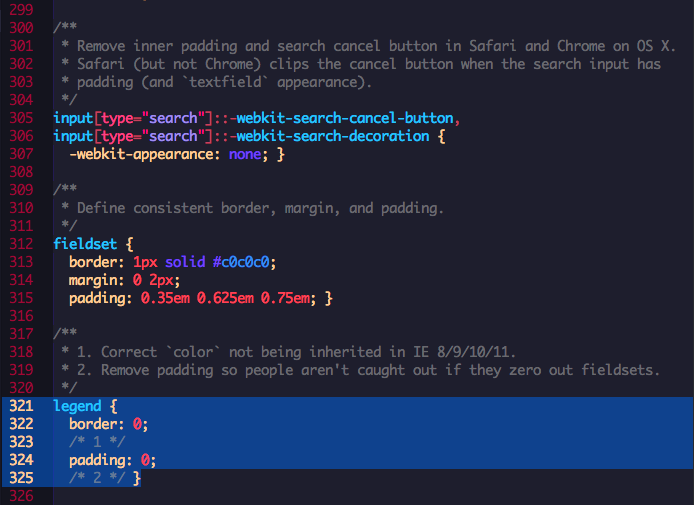 299
300 /**
301 * Remove inner padding and search cancel button in Safari and Chrome on OS X.
302 * Safari (but not Chrome) clips the cancel button when the search input has
303 * padding (and `textfield` appearance).
304 */
305 input[type="search"]::-webkit-search-cancel-button,
306 input[type="search"]::-webkit-search-decoration {
307 -webkit-appearance: none; }
308
309 /**
310 * Define consistent border, margin, and padding.
311 */
312 fieldset {
313 border: 1px solid #c0c0c0;
314 margin: 0 2px;
315 padding: 0.35em 0.625em 0.75em; }
316
317 /**
318 * 1. Correct `color` not being inherited in IE 8/9/10/11.
319 * 2. Remove padding so people aren't caught out if they zero out fieldsets.
320 */
321 legend {
322 border: 0;
323 /* 1 */
324 padding: 0;
325 /* 2 */ }
326